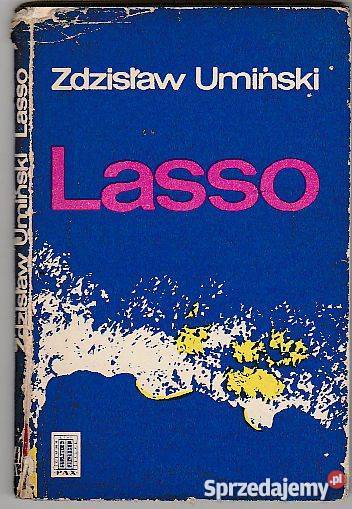 Zdzisław Umiński
Lasso
Zdzisław Umiński Lasso
PAX
Sprzedajemy.pl